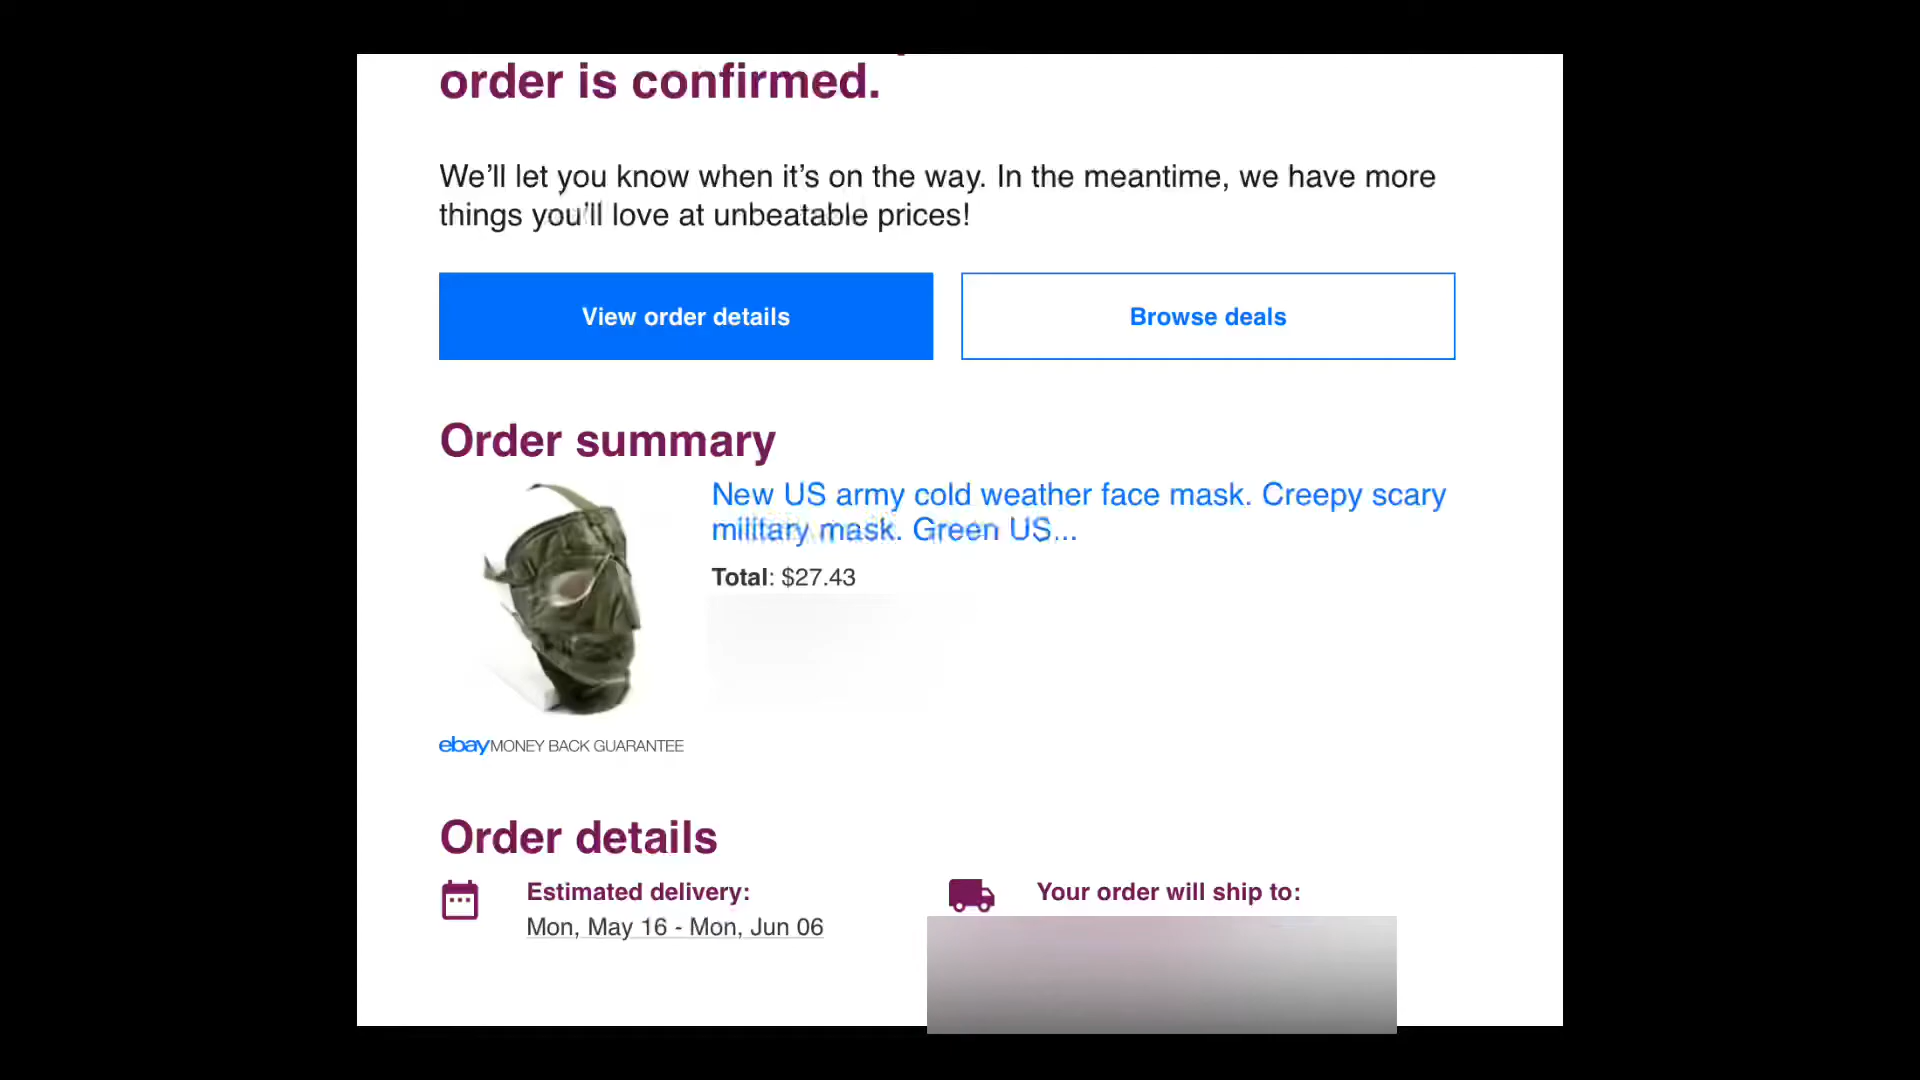 order is confirmed.
We’ll let you know when it’s on the way. In the meantime, we have more
things you’ll love at unbeatable prices!
View order details
Browse deals
Order summary
New US army cold weather face mask. Creepy scary
military mask. Green US...
Total: $27.43
ebay MONEY BACK GUARANTEE
Order details
Estimated delivery:
Mon, May 16 - Mon, Jun 06
Your order will ship to: